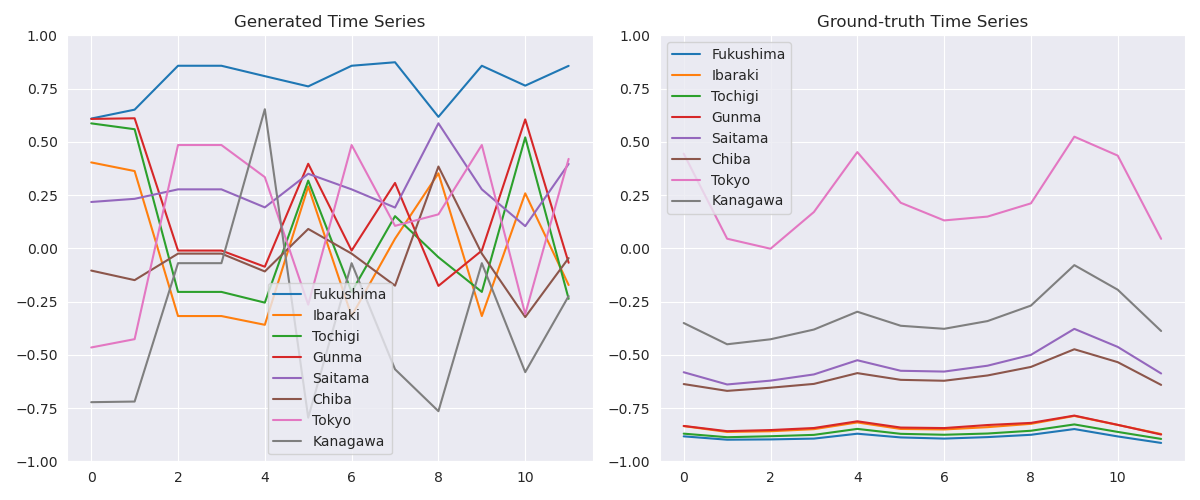 Generated Time Series
1.00
0.75
0.50
0.25
0.00
−0.25
−0.50
−0.75
−1.00
0 2 4 6 8 10
Fukushima
Ibaraki
Tochigi
Gunma
Saitama
Chiba
Tokyo
Kanagawa
Ground-truth Time Series
1.00
0.75
0.50
0.25
0.00
−0.25
−0.50
−0.75
−1.00
0 2 4 6 8 10
Fukushima
Ibaraki
Tochigi
Gunma
Saitama
Chiba
Tokyo
Kanagawa